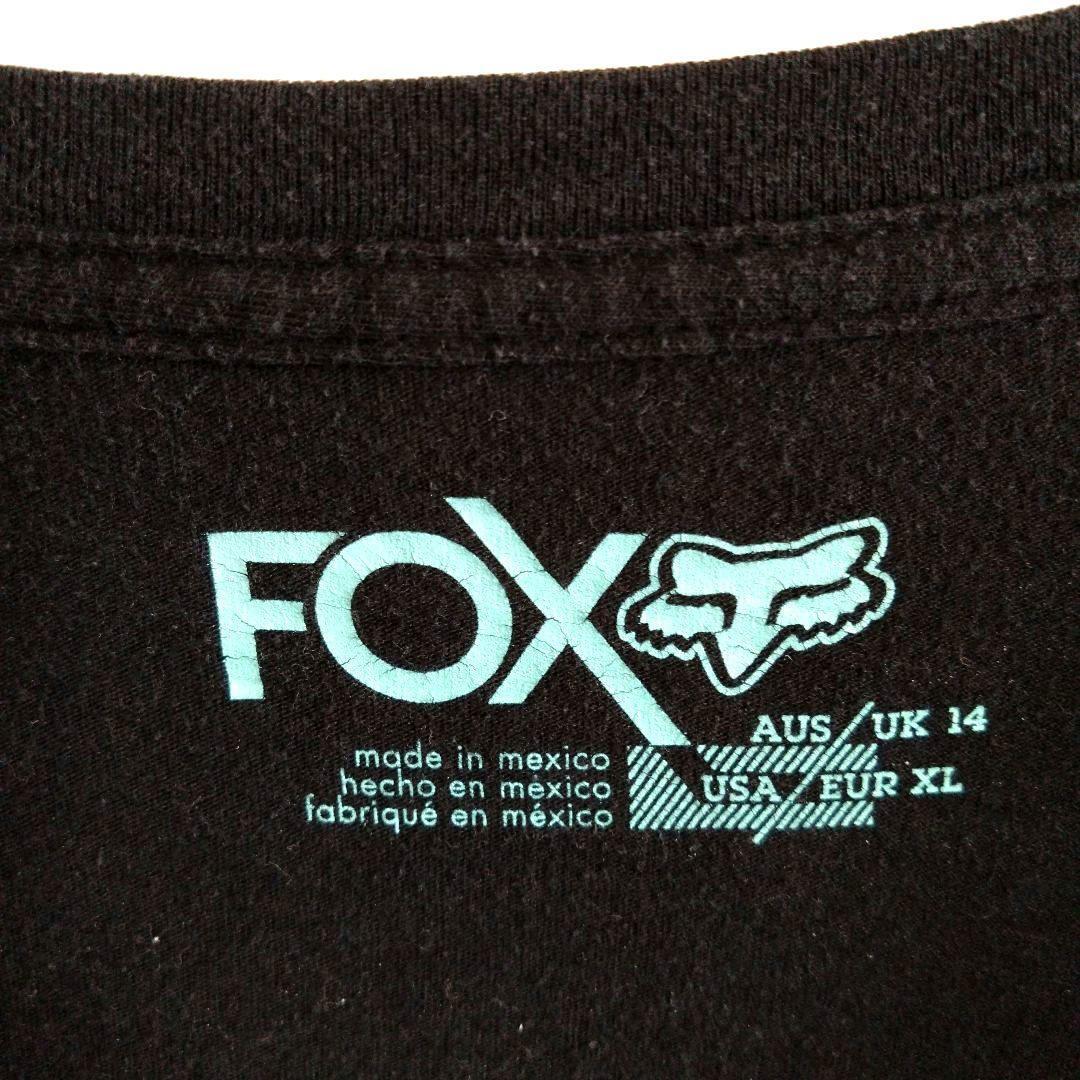 FOX
AUS/UK 14
made in mexico
hecho en méxico
USA/EUR XL
fabriqué en méxico